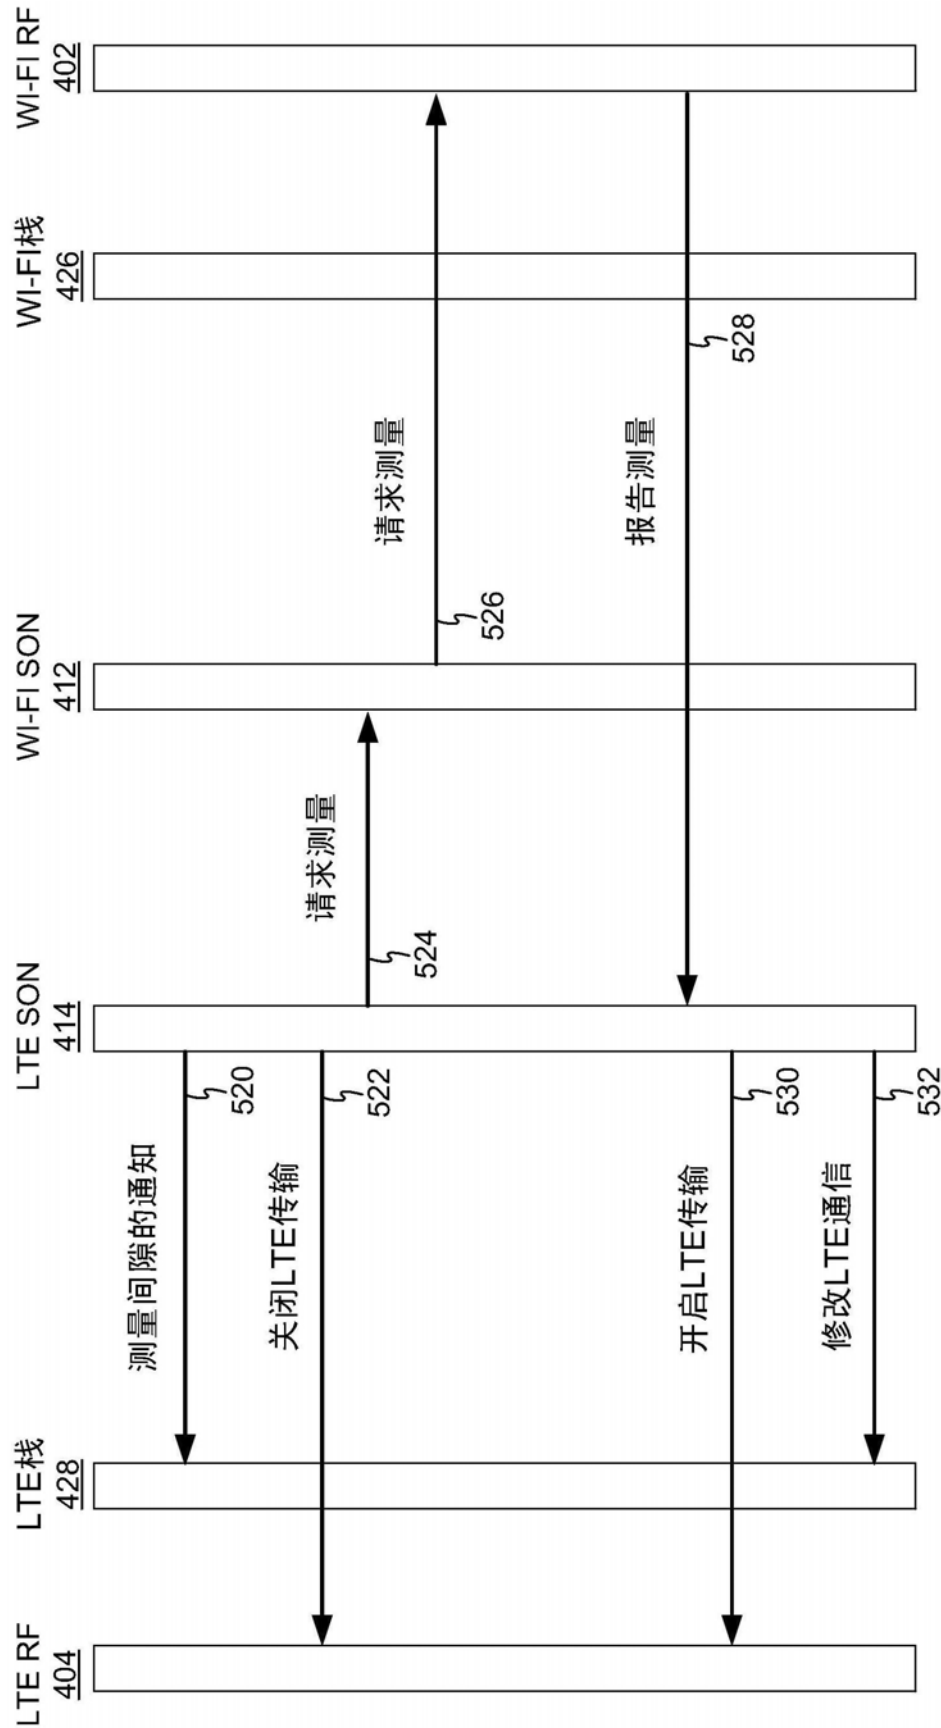 LTE RF
404
LTE栈
428
LTE SON
414
WI-FI SON
412
WI-FI栈
426
WI-FI RF
402
测量间隙的通知
520
关闭LTE传输
522
请求测量
524
请求测量
526
报告测量
528
开启LTE传输
530
修改LTE通信
532